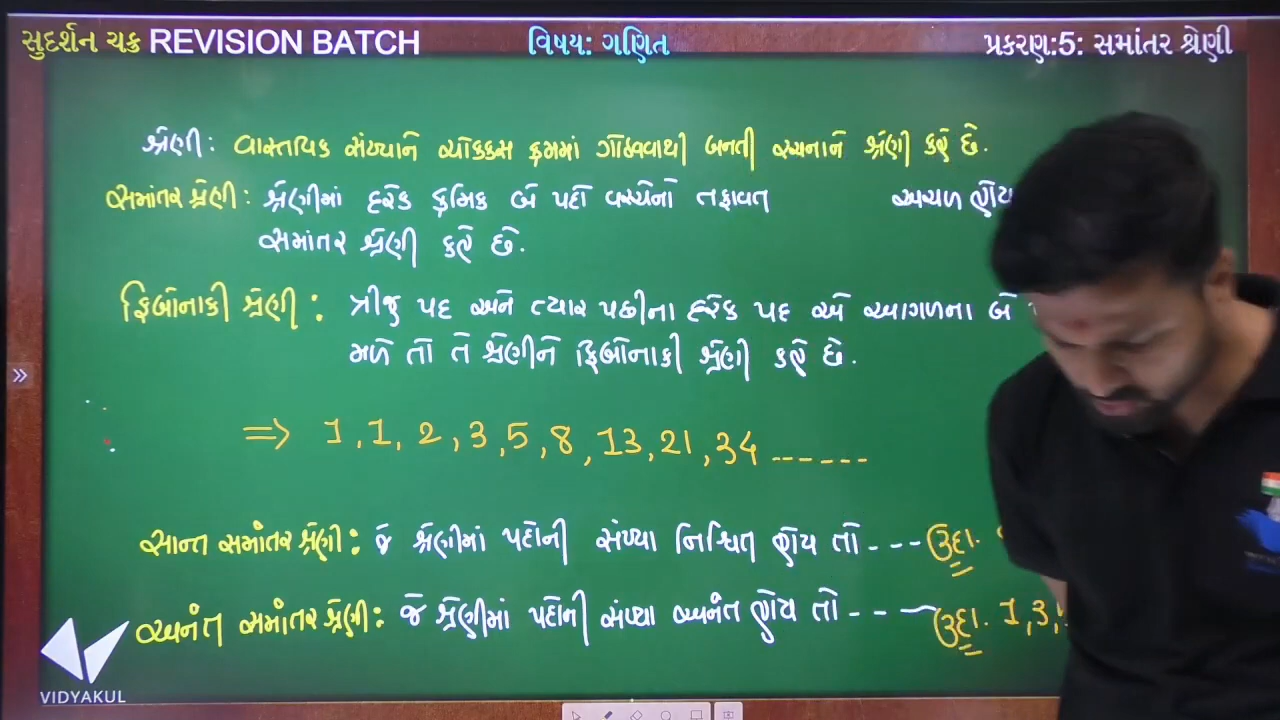 સુદર્શન ચક્ર REVISION BATCH વિષય: ગણિત પ્રકરણ:5: સમાંતર શ્રેણી
શ્રેણી: વાસ્તવિક સંખ્યાને ચોક્કસ ક્રમમાં ગોઠવવાથી બનતી રચનાને શ્રેણી કહે છે.
સમાંતર શ્રેણી: શ્રેણીમાં દરેક ક્રમિક બે પદો વચ્ચેનો તફાવત અચળ હોય
સમાંતર શ્રેણી કહે છે.
ફિબોનાકી શ્રેણી: ત્રીજુ પદ અને ત્યાર પછીના દરેક પદ એ આગળના બે
મળે તો તે શ્રેણીને ફિબોનાકી શ્રેણી કહે છે.
⇒ 1, 1, 2, 3, 5, 8, 13, 21, 34 ------
સાન્ત સમાંતર શ્રેણી: જે શ્રેણીમાં પદોની સંખ્યા નિશ્ચિત હોય તો --- ઉદા.
અનંત સમાંતર શ્રેણી: જે શ્રેણીમાં પદોની સંખ્યા અનંત હોય તો --- ઉદા. 1, 3,
VIDYAKUL